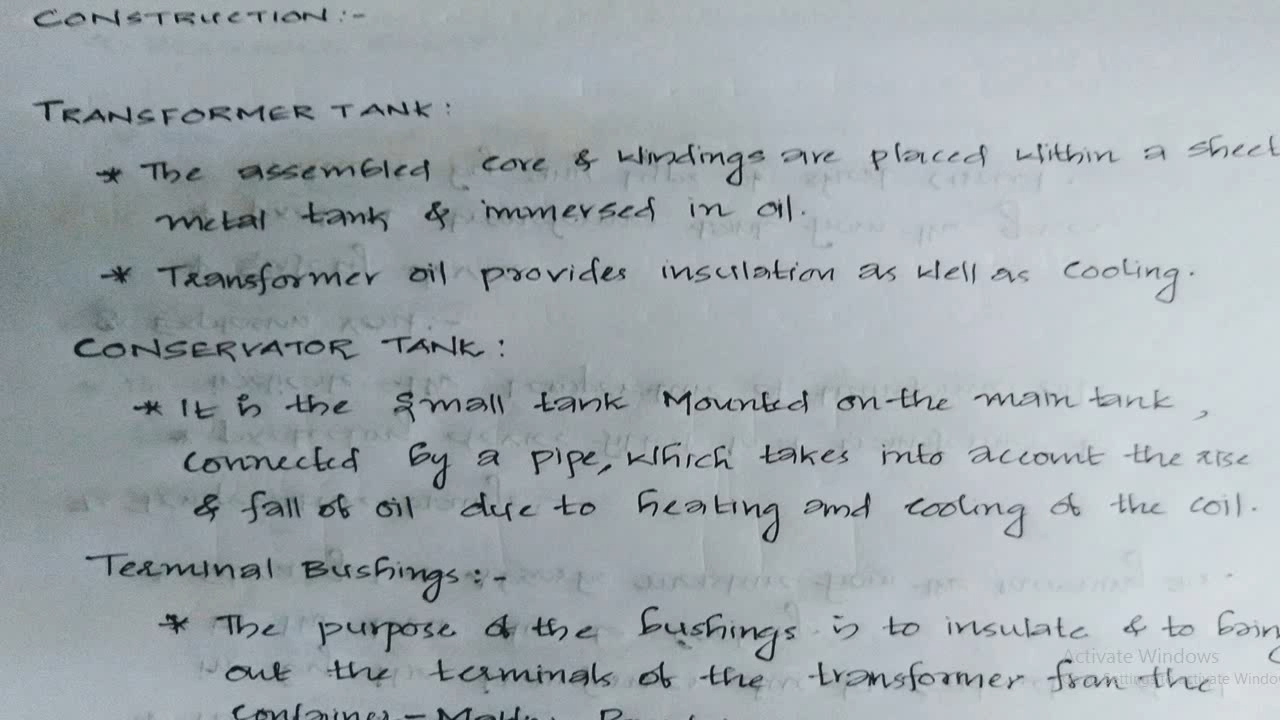 CONSTRUCTION:-
TRANSFORMER TANK:
* The assembled core & windings are placed within a sheet
metal tank & immersed in oil.
* Transformer oil provides insulation as well as cooling.
CONSERVATOR TANK:
* It is the small tank Mounted on the main tank,
connected by a pipe, which takes into account the rise
& fall of oil due to heating and cooling of the coil.
Terminal Bushings:-
* The purpose of the bushings is to insulate & to bring
out the terminals of the transformer from the
container -
Activate Windows